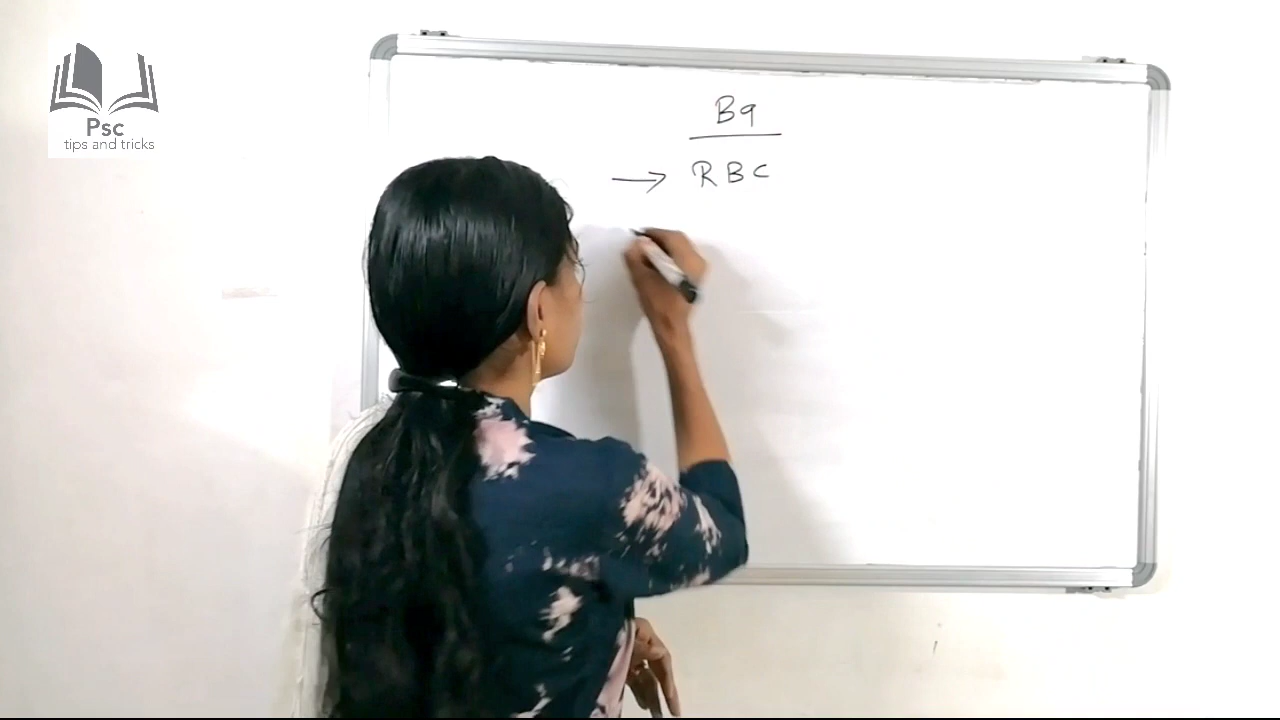 Psc
tips and tricks
B9
→ RBC